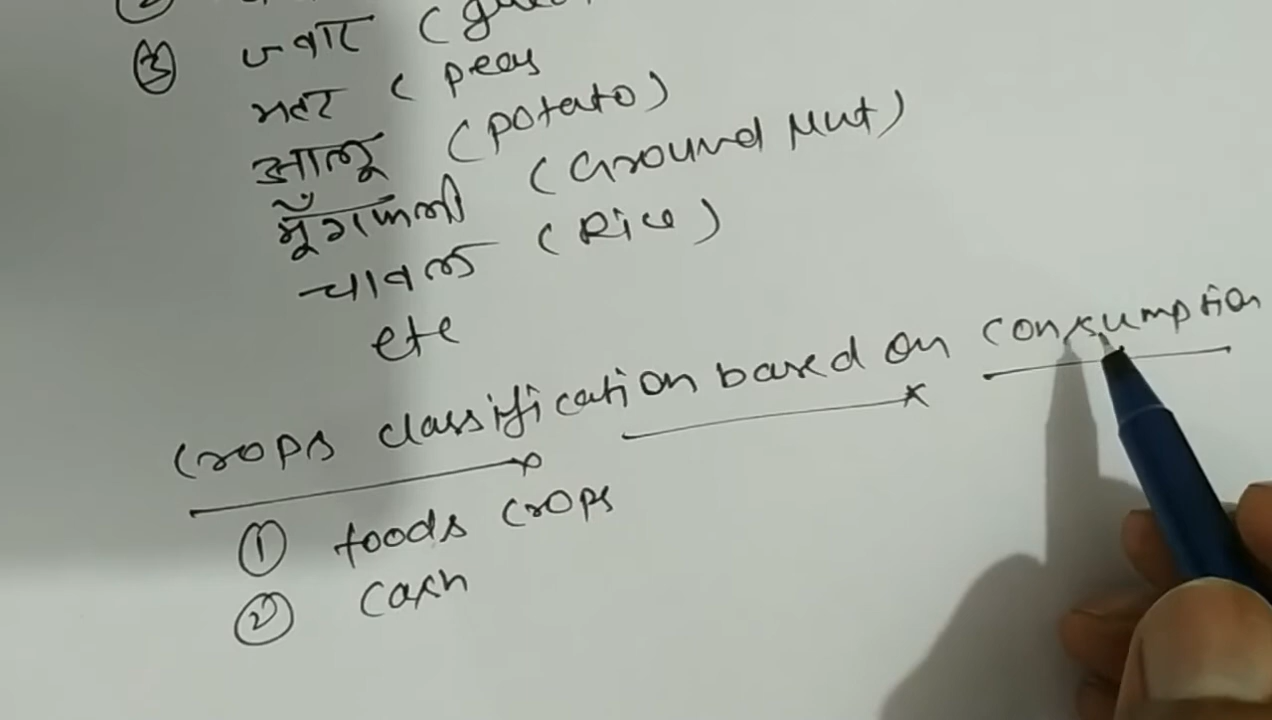 ③ ज्वार (
मटर ( peas
आलू (potato)
मूँगफली (Ground Nut)
चावल (Rice)
etc
Crops classification based on consumption
① foods crops
② cash